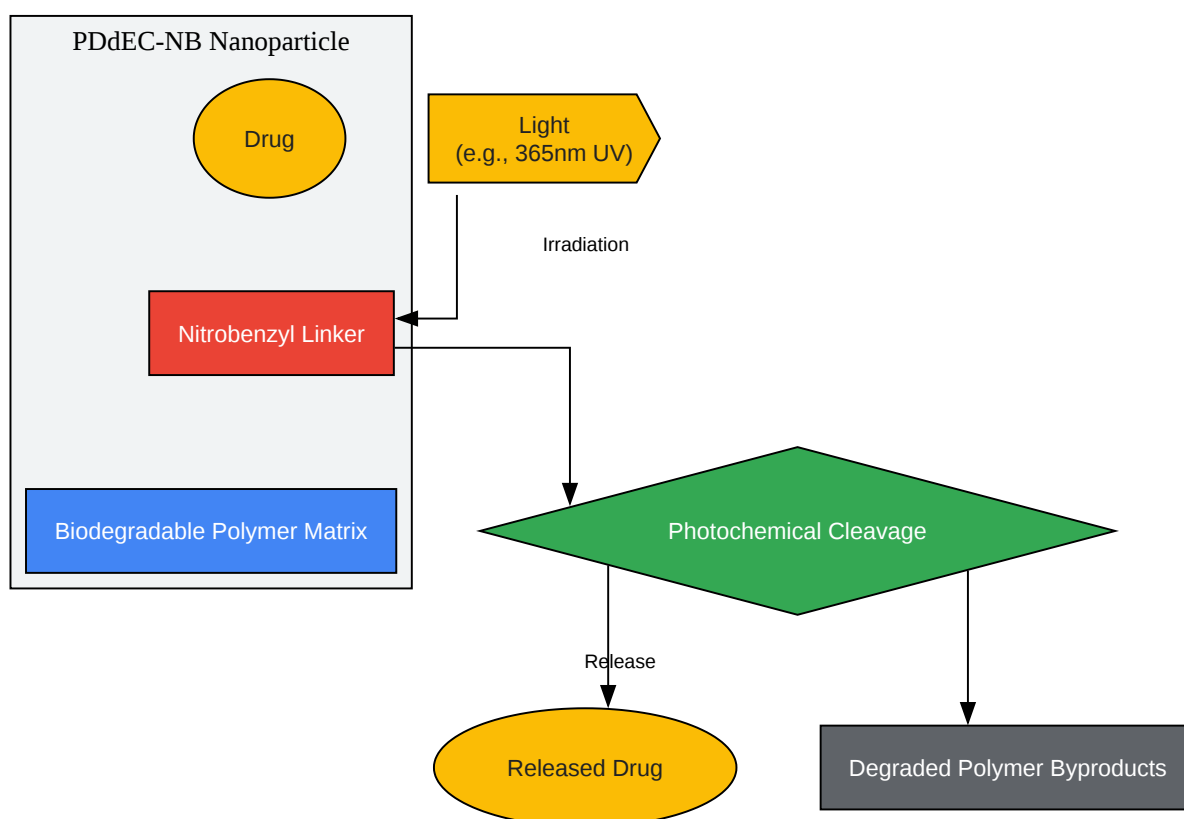 PDdEC-NB Nanoparticle
Drug
Light
(e.g., 365nm UV)
Irradiation
Nitrobenzyl Linker
Biodegradable Polymer Matrix
Photochemical Cleavage
Release
Released Drug
Degraded Polymer Byproducts